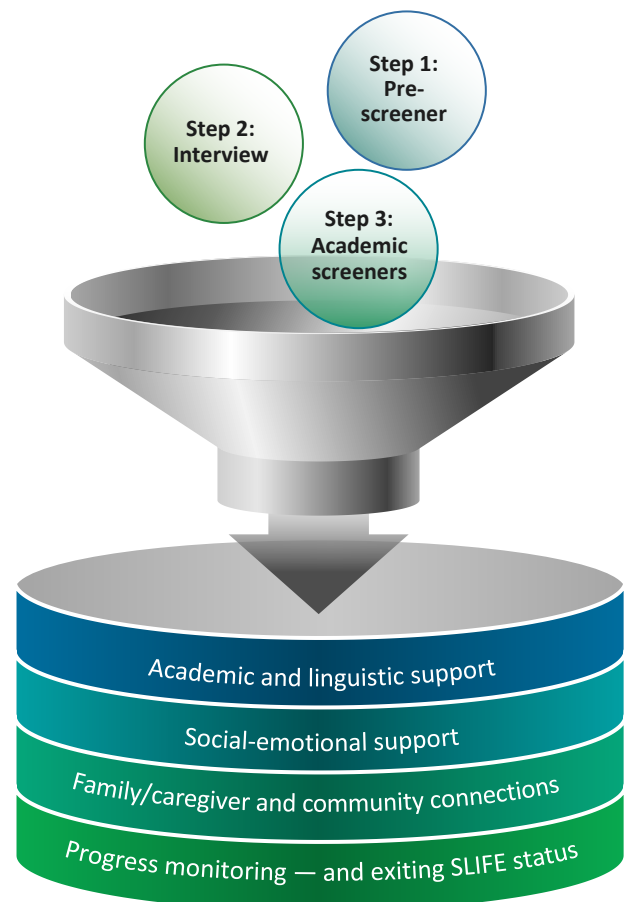 Step 1:
Pre-
screener
Step 2:
Interview
Step 3:
Academic
screeners
Academic and linguistic support
Social-emotional support
Family/caregiver and community connections
Progress monitoring — and exiting SLIFE status